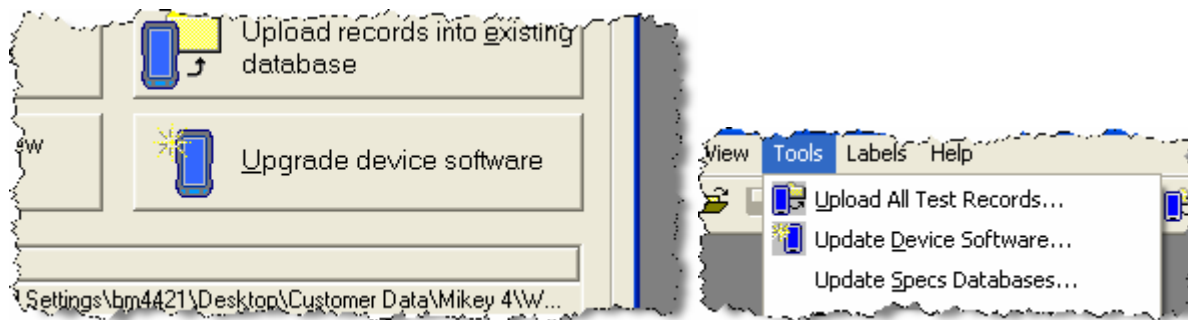 Upload records into existing
database
ew
Upgrade device software
Settings\bm4421\Desktop\Customer Data\Mikey 4\W...
View Tools Labels Help
Upload All Test Records...
Update Device Software...
Update Specs Databases...